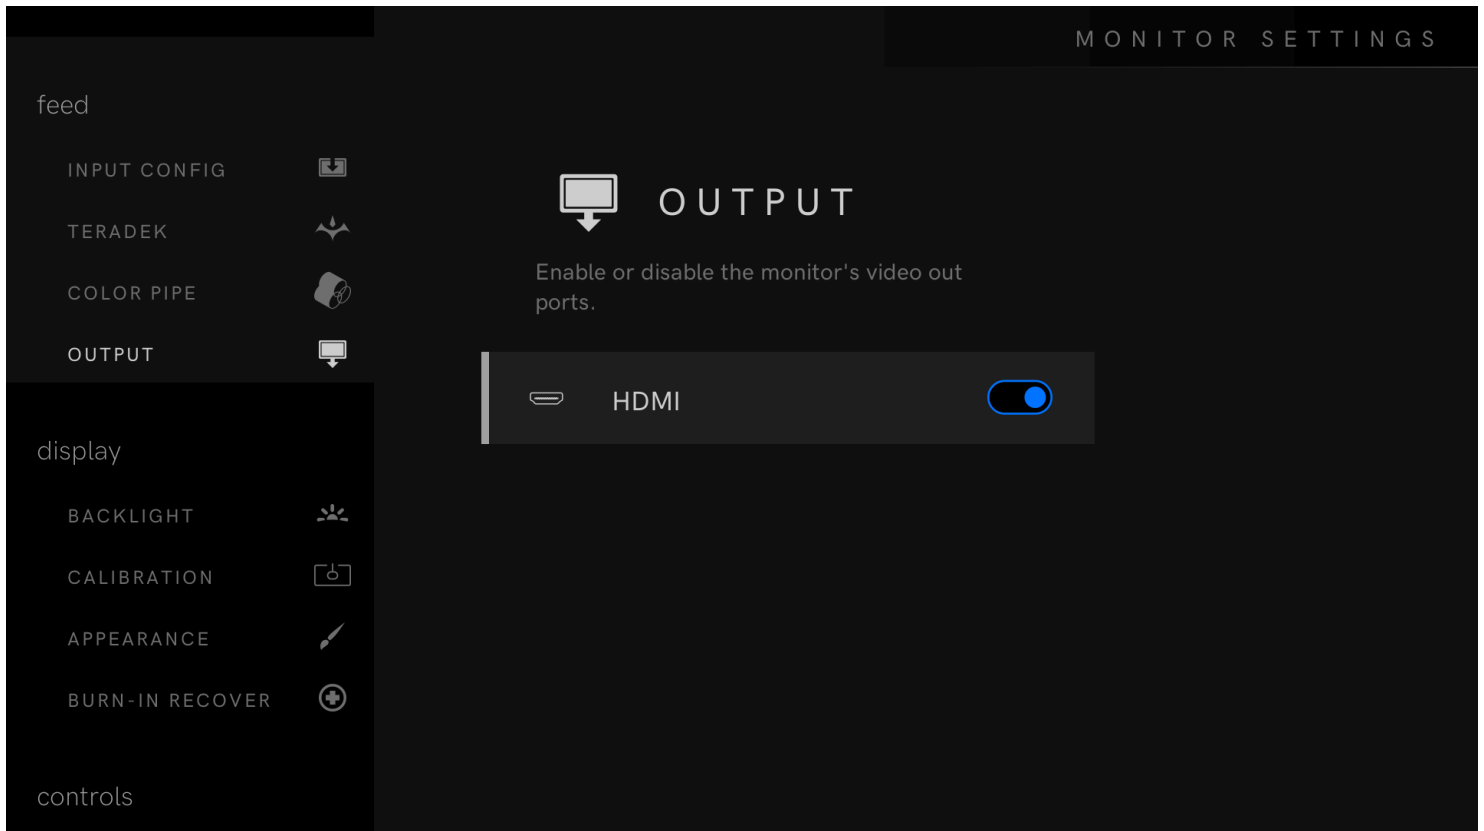 MONITOR SETTINGS
feed
INPUT CONFIG
TERADEK
COLOR PIPE
OUTPUT
display
BACKLIGHT
CALIBRATION
APPEARANCE
BURN-IN RECOVER
controls
OUTPUT
Enable or disable the monitor's video out
ports.
HDMI